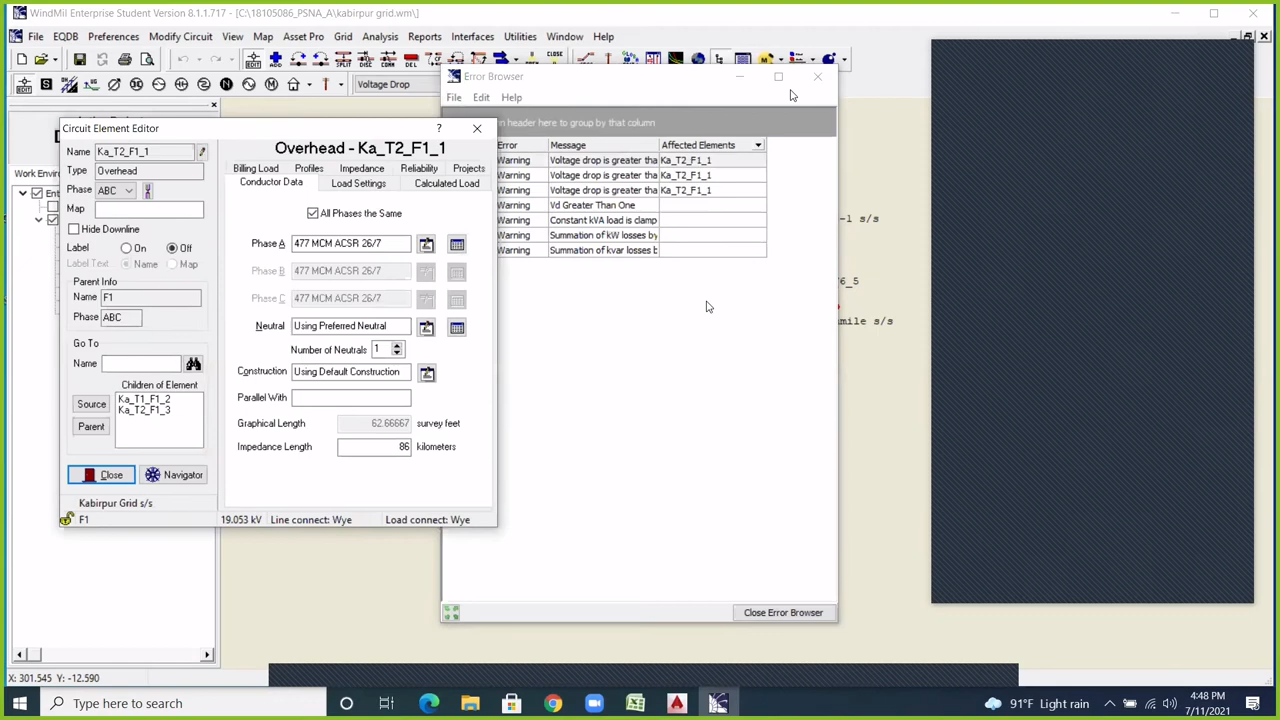 WindMil Enterprise Student Version 8.1.1.717 - [C:\18105086_PSNA_A\kabirpur grid.wm\]
File EQDB Preferences Modify Circuit View Map Asset Pro Grid Analysis Reports Interfaces Utilities Window Help
EDIT ADD SPLIT DISC COMB DEL CLOSE
Voltage Drop
Work Enviro
Ent
X: 301.545 Y: -12.590
Circuit Element Editor
Name Ka_T2_F1_1
Type Overhead
Phase ABC
Map
Hide Downline
Label On Off
Label Text Name Map
Parent Info
Name F1
Phase ABC
Go To
Name
Children of Element
Source
Parent
Ka_T1_F1_2
Ka_T2_F1_3
Close Navigator
Kabirpur Grid s/s
F1
Overhead - Ka_T2_F1_1
Billing Load Profiles Impedance Reliability Projects
Conductor Data Load Settings Calculated Load
All Phases the Same
Phase A 477 MCM ACSR 26/7
Phase B 477 MCM ACSR 26/7
Phase C 477 MCM ACSR 26/7
Neutral Using Preferred Neutral
Number of Neutrals 1
Construction Using Default Construction
Parallel With
Graphical Length 62.66667 survey feet
Impedance Length 86 kilometers
19.053 kV Line connect: Wye Load connect: Wye
Error Browser
File Edit Help
n header here to group by that column
Error Message Affected Elements
Warning Voltage drop is greater tha Ka_T2_F1_1
Warning Voltage drop is greater tha Ka_T2_F1_1
Warning Voltage drop is greater tha Ka_T2_F1_1
Warning Vd Greater Than One
Warning Constant kVA load is clamp
Warning Summation of kW losses by
Warning Summation of kvar losses b
Close Error Browser
-1 s/s
6_5
mile s/s
Type here to search
91°F Light rain
4:48 PM
7/11/2021